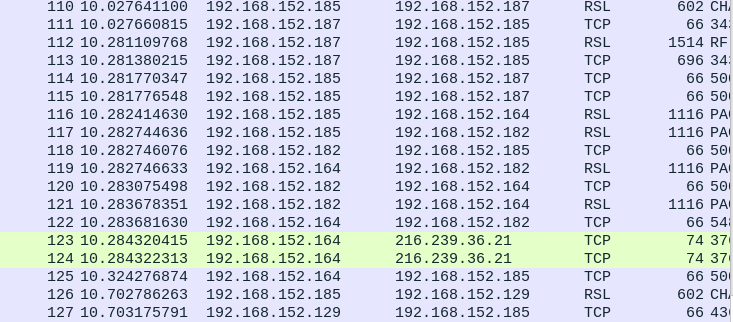 110 10.027641100 192.168.152.185 192.168.152.187 RSL 602 CHA
111 10.027660815 192.168.152.187 192.168.152.185 TCP 66 343
112 10.281109768 192.168.152.187 192.168.152.185 RSL 1514 RF
113 10.281380215 192.168.152.187 192.168.152.185 TCP 696 343
114 10.281770347 192.168.152.185 192.168.152.187 TCP 66 500
115 10.281776548 192.168.152.185 192.168.152.187 TCP 66 500
116 10.282414630 192.168.152.185 192.168.152.164 RSL 1116 PAG
117 10.282744636 192.168.152.185 192.168.152.182 RSL 1116 PAG
118 10.282746076 192.168.152.182 192.168.152.185 TCP 66 500
119 10.282746633 192.168.152.164 192.168.152.182 RSL 1116 PAG
120 10.283075498 192.168.152.182 192.168.152.164 TCP 66 500
121 10.283678351 192.168.152.182 192.168.152.164 RSL 1116 PAG
122 10.283681630 192.168.152.164 192.168.152.182 TCP 66 548
123 10.284320415 192.168.152.164 216.239.36.21 TCP 74 376
124 10.284322313 192.168.152.164 216.239.36.21 TCP 74 376
125 10.324276874 192.168.152.164 192.168.152.185 TCP 66 500
126 10.702786263 192.168.152.185 192.168.152.129 RSL 602 CHA
127 10.703175791 192.168.152.129 192.168.152.185 TCP 66 436